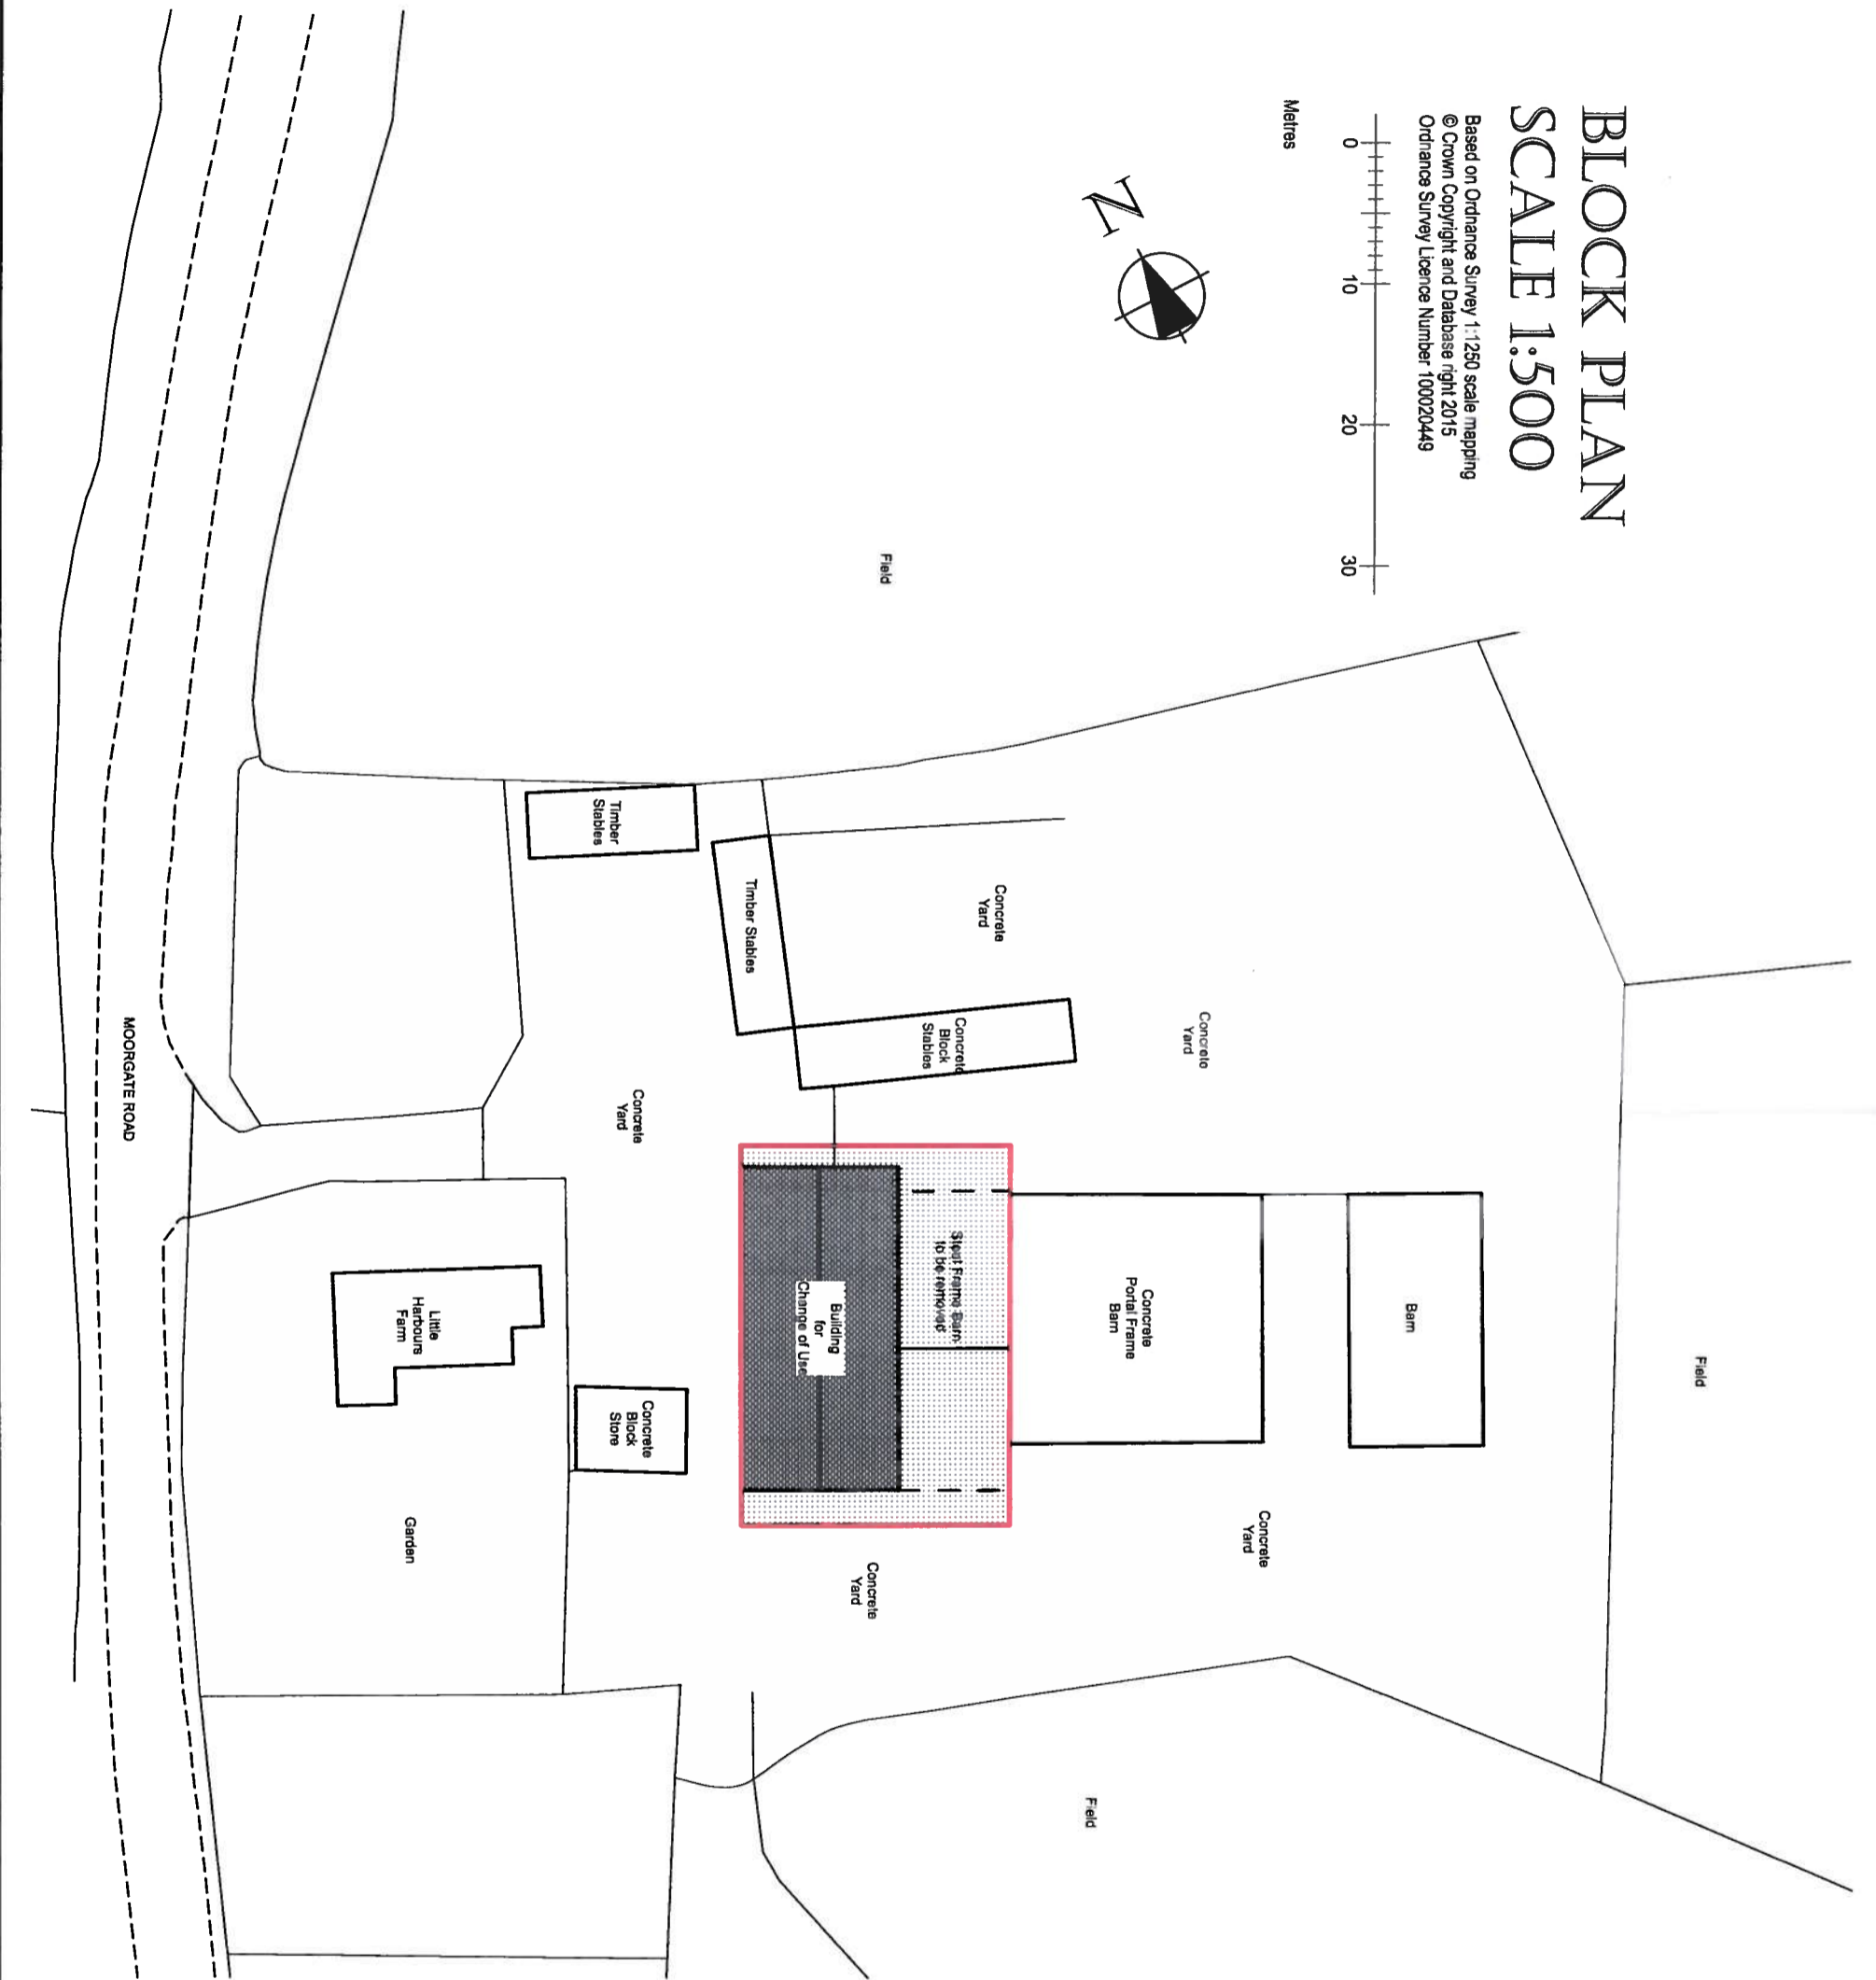 BLOCK PLAN
SCALE 1:500
Based on Ordnance Survey 1:1250 scale mapping
© Crown Copyright and Database right 2015
Ordnance Survey Licence Number 100020449
0 10 20 30
Metres
N
Field
Field
Field
Barn
Concrete
Portal Frame
Barn
Concrete
Yard
Concrete
Yard
Concrete
Yard
Concrete
Yard
Concrete
Yard
Concrete
Block
Stables
Timber Stables
Timber
Stables
Steel Frame Barn
to be removed
Building
for
Change of Use
Concrete
Block
Store
Little
Harbours
Farm
Garden
MOORGATE ROAD